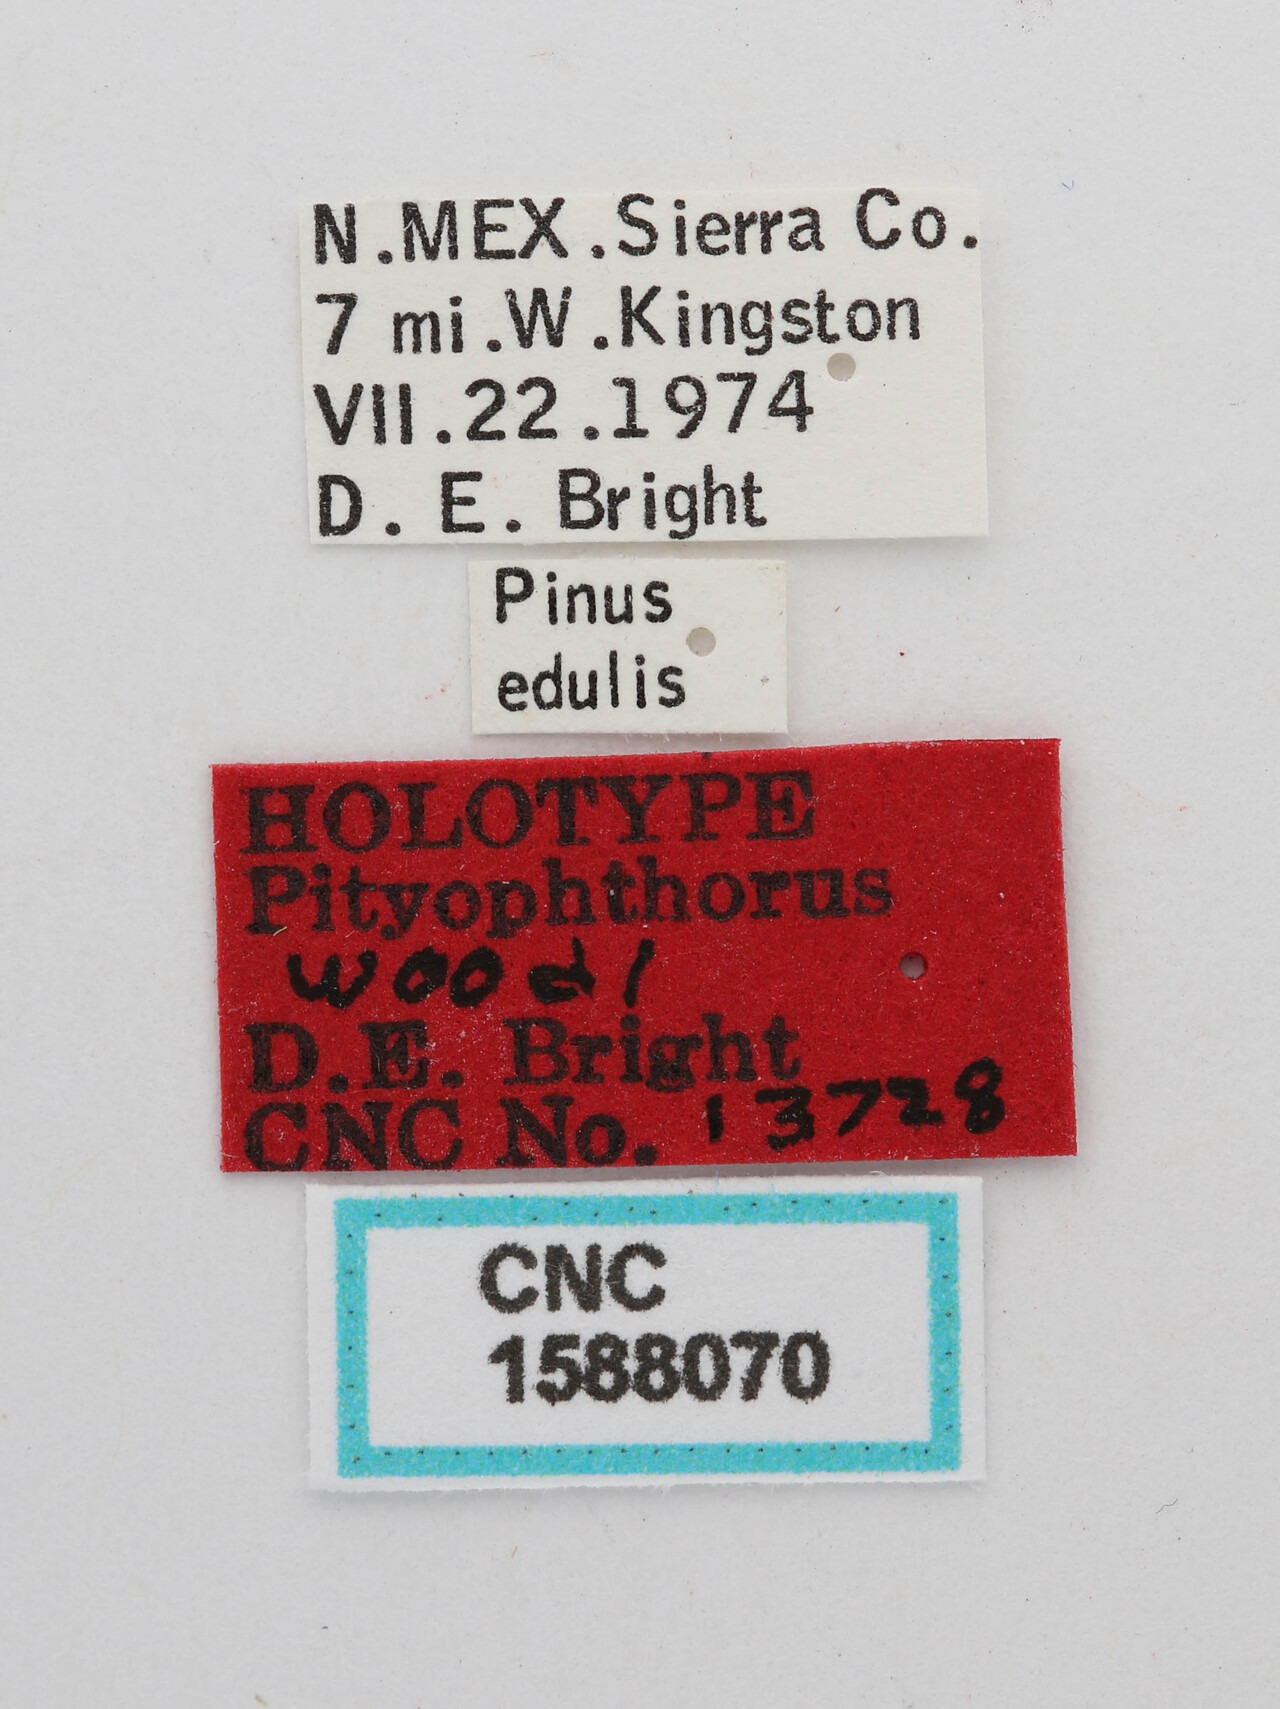 N.MEX.Sierra Co.
7 mi.W.Kingston
VII.22.1974
D. E. Bright
Pinus
edulis
HOLOTYPE
Pityophthorus
woodi
D.E. Bright
CNC No. 13728
CNC
1588070